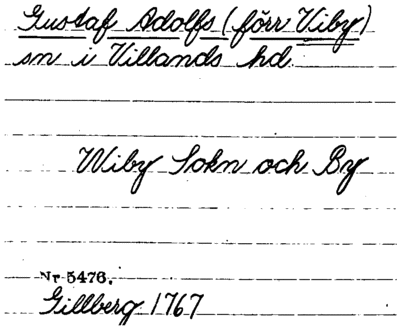 Gustaf Adolfs (förr Viby)
sn i Villands hd
Wiby Sokn och By
Nr 5476.
Gillberg 1767